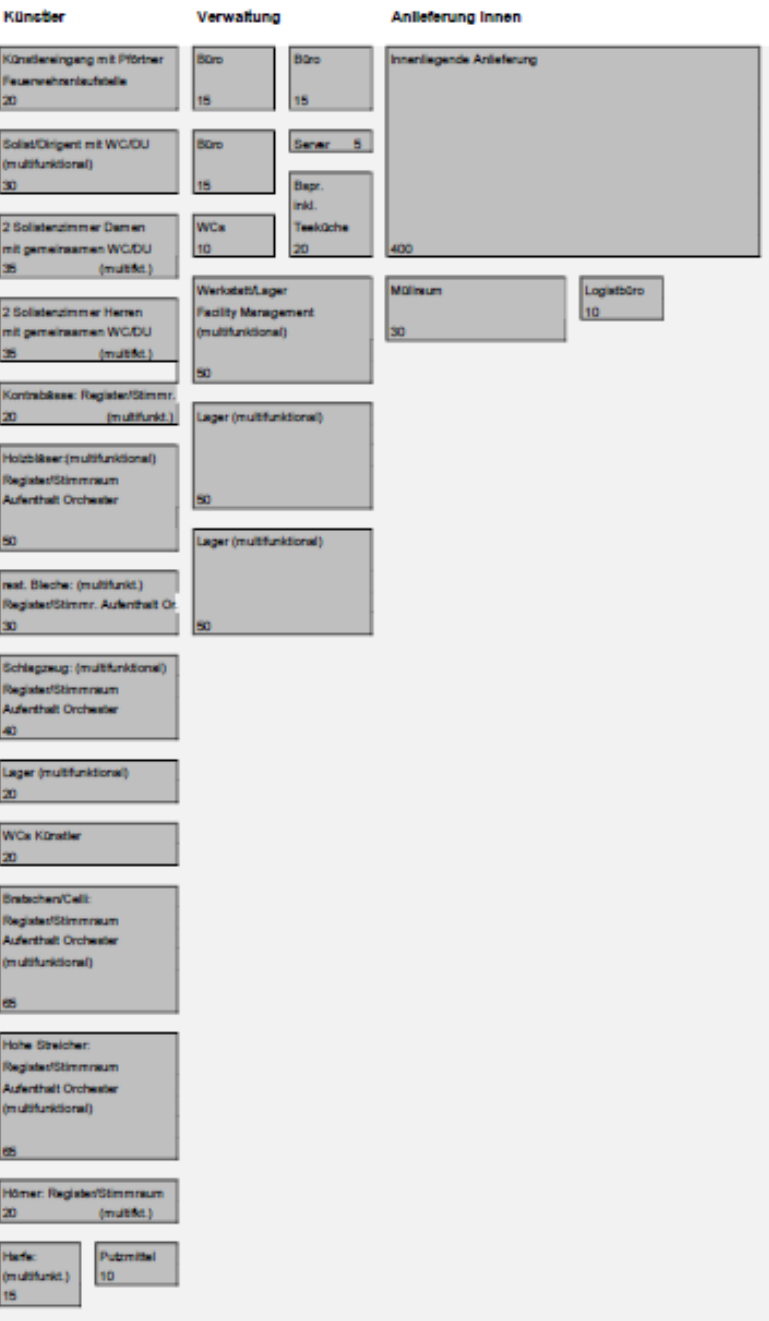 Künstler
Künstlereingang mit Pförtner
Feuerwehranlaufstelle
20
Solist/Dirigent mit WC/DU
(multifunktional)
30
2 Solistenzimmer Damen
mit gemeinsamen WC/DU
35 (multifkt.)
2 Solistenzimmer Herren
mit gemeinsamen WC/DU
35 (multifkt.)
Kontrabässe: Register/Stimmr.
20 (multifunkt.)
Holzbläser:(multifunktional)
Register/Stimmraum
Aufenthalt Orchester
50
rest. Bleche: (multifunkt.)
Register/Stimmr. Aufenthalt Or.
30
Schlagzeug: (multifunktional)
Register/Stimmraum
Aufenthalt Orchester
40
Lager (multifunktional)
20
WCs Künstler
20
Bratschen/Celli:
Register/Stimmraum
Aufenthalt Orchester
(multifunktional)
65
Hohe Streicher:
Register/Stimmraum
Aufenthalt Orchester
(multifunktional)
65
Hörner: Register/Stimmraum
20 (multifkt.)
Harfe:
(multifunkt.)
15
Putzmittel
10
Verwaltung
Büro
15
Büro
15
Büro
15
Server 5
Bspr.
inkl.
Teeküche
20
WCs
10
Werkstatt/Lager
Facility Management
(multifunktional)
50
Lager (multifunktional)
50
Lager (multifunktional)
50
Anlieferung Innen
Innenliegende Anlieferung
400
Müllraum
30
Logistbüro
10